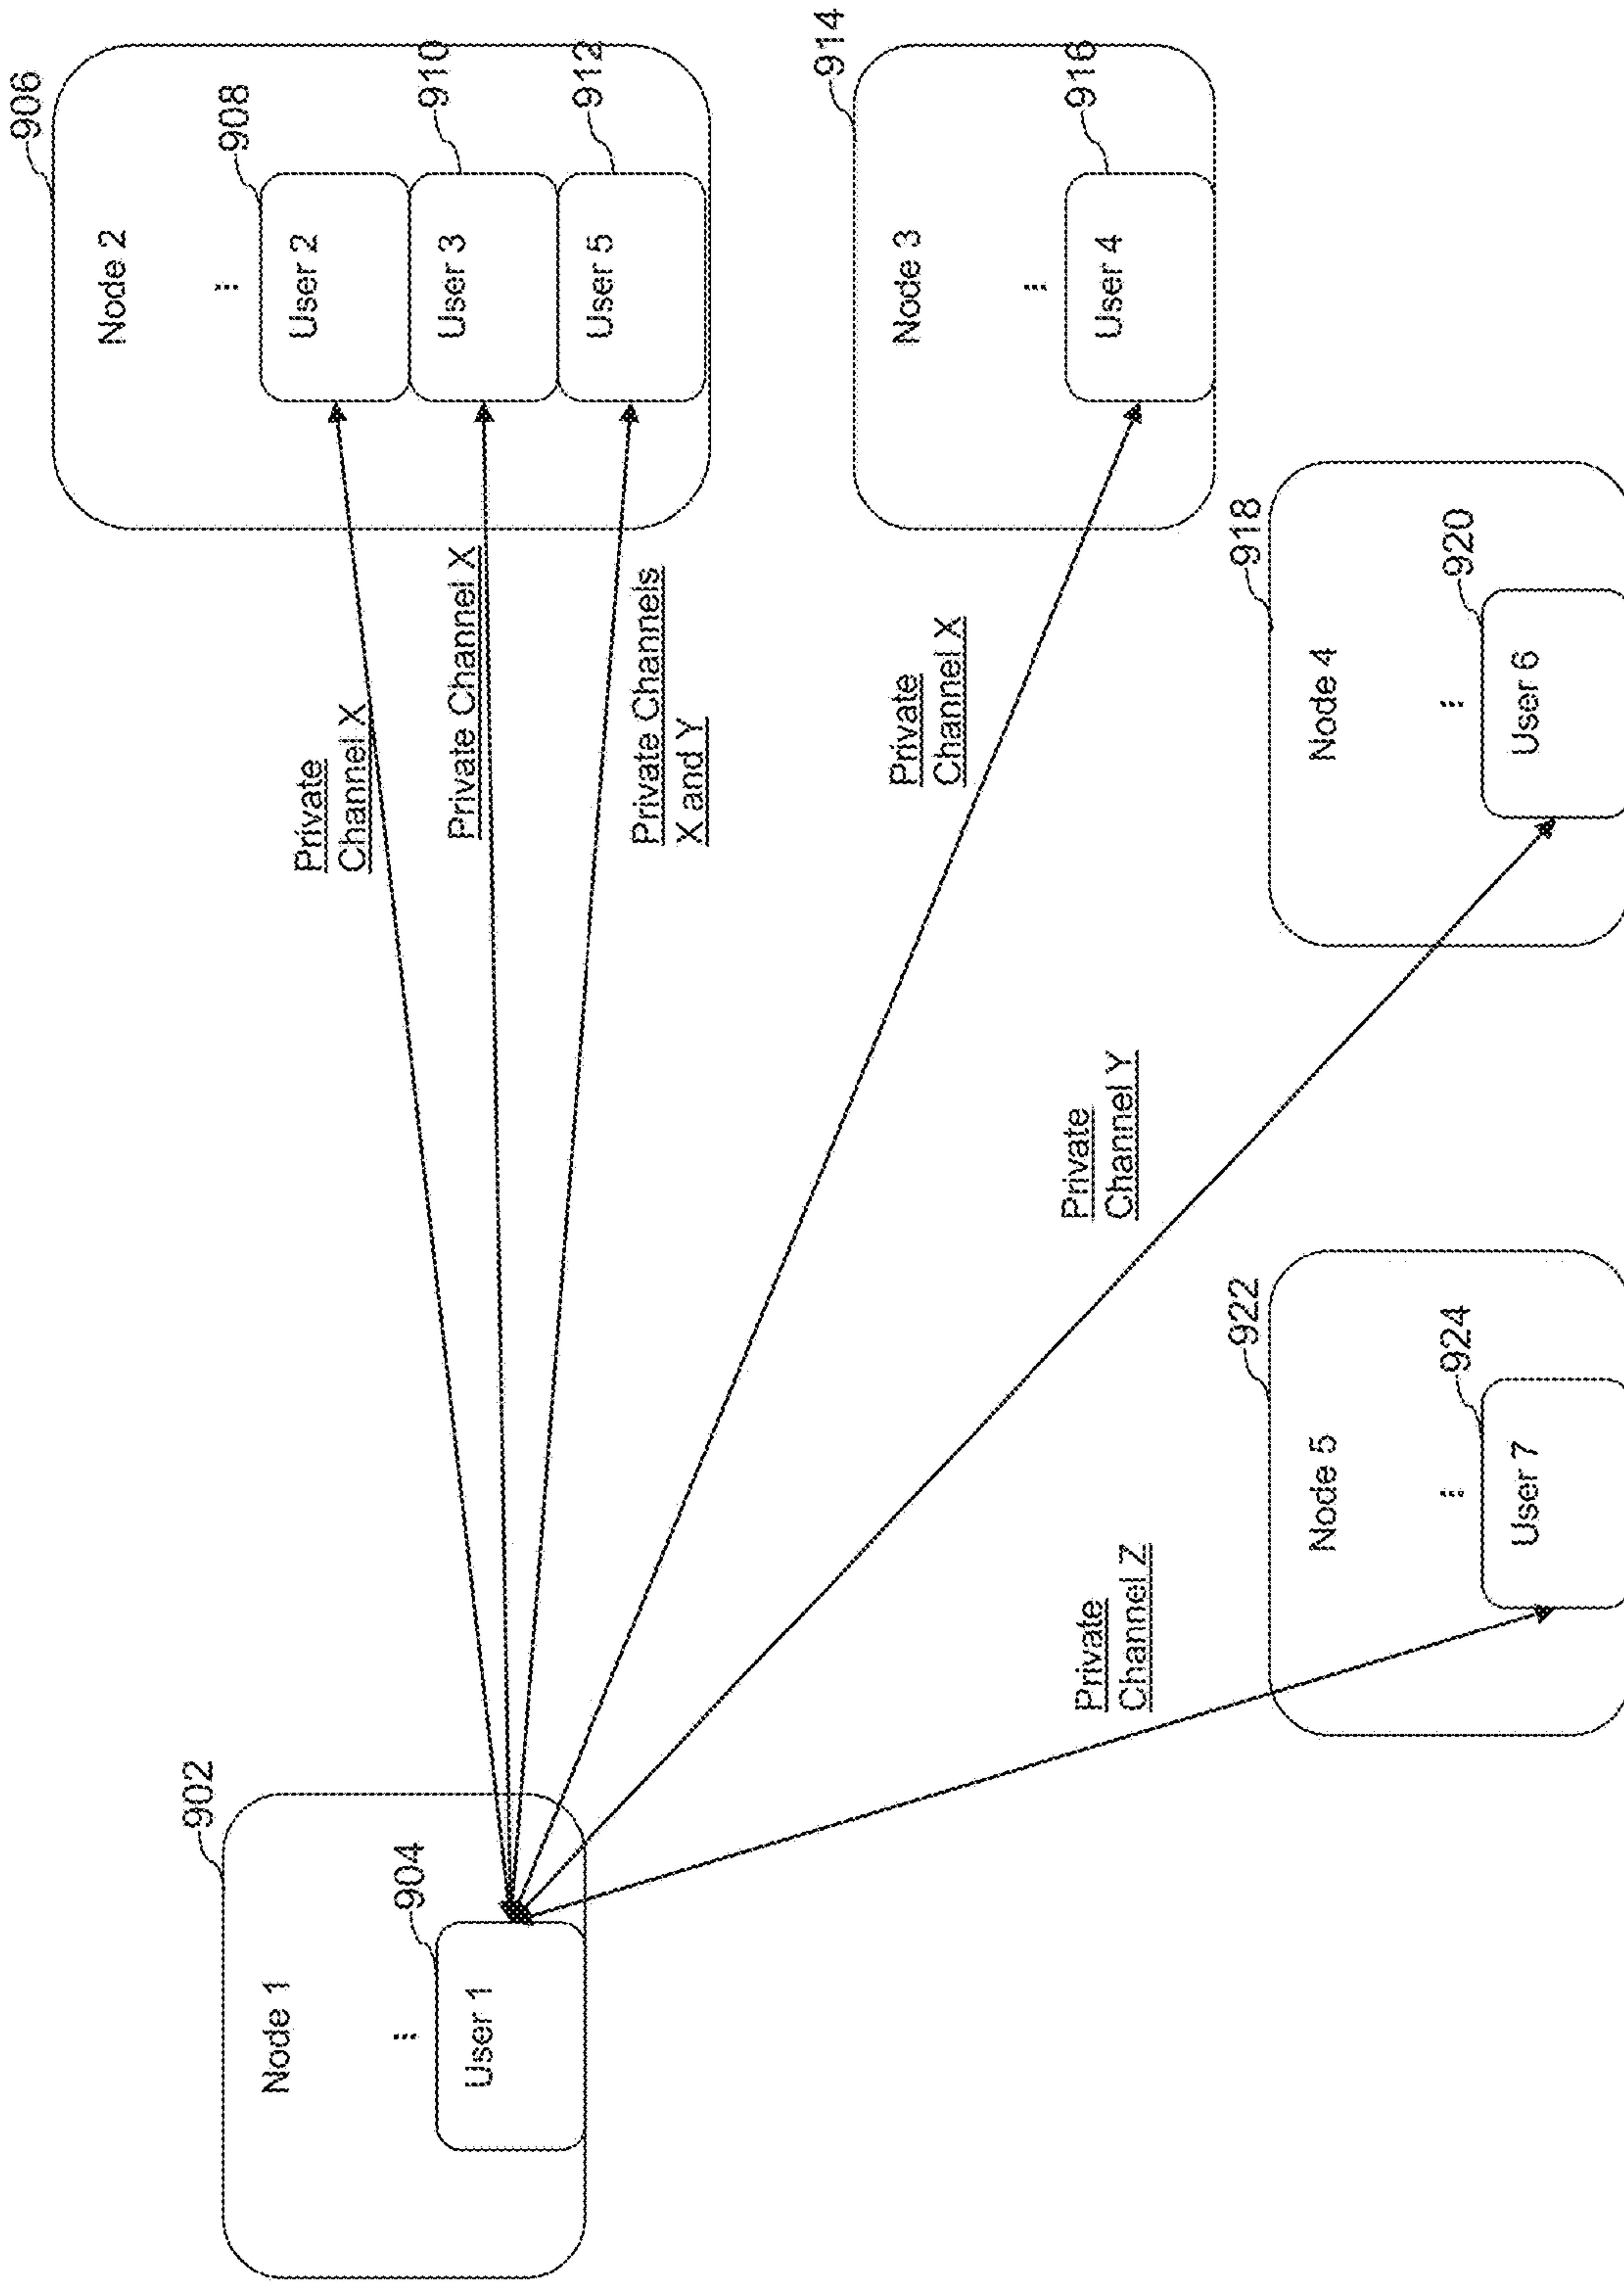 902
Node 1
⋮
904
User 1
906
Node 2
⋮
908
User 2
910
User 3
912
User 5
Private
Channel X
Private Channel X
Private Channels
X and Y
914
Node 3
⋮
916
User 4
Private
Channel X
918
Node 4
⋮
920
User 6
Private
Channel Y
922
Node 5
⋮
924
User 7
Private
Channel Z